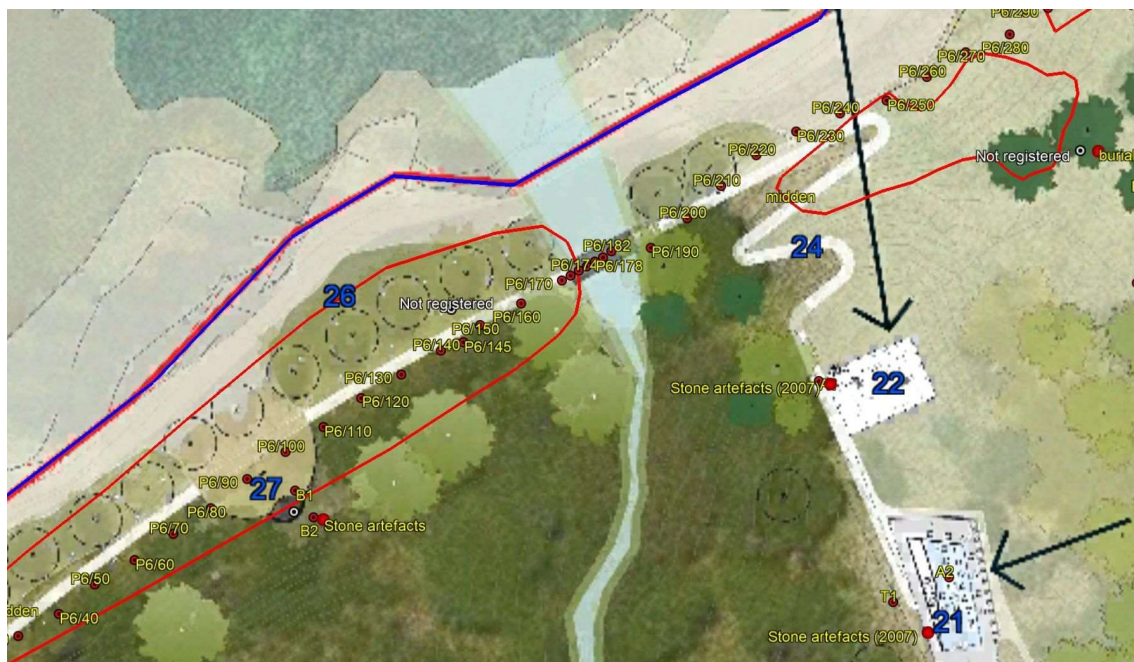 P6/290
P6/280
P6/270
P6/260
P6/250
P6/240
P6/230
P6/220
Not registered
burial
P6/210
midden
P6/200
24
P6/182
P6/190
P6/174
P6/178
P6/170
26
Not registered
P6/160
P6/150
P6/140
P6/145
P6/130
Stone artefacts (2007)
22
P6/120
P6/110
P6/100
P6/90
27
B1
P6/80
P6/70
B2
Stone artefacts
P6/60
P6/50
A2
T1
P6/40
21
Stone artefacts (2007)